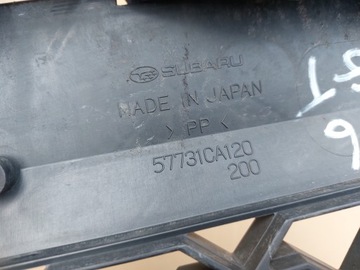 SUBARU
MADE IN JAPAN
> PP <
57731CA120
200